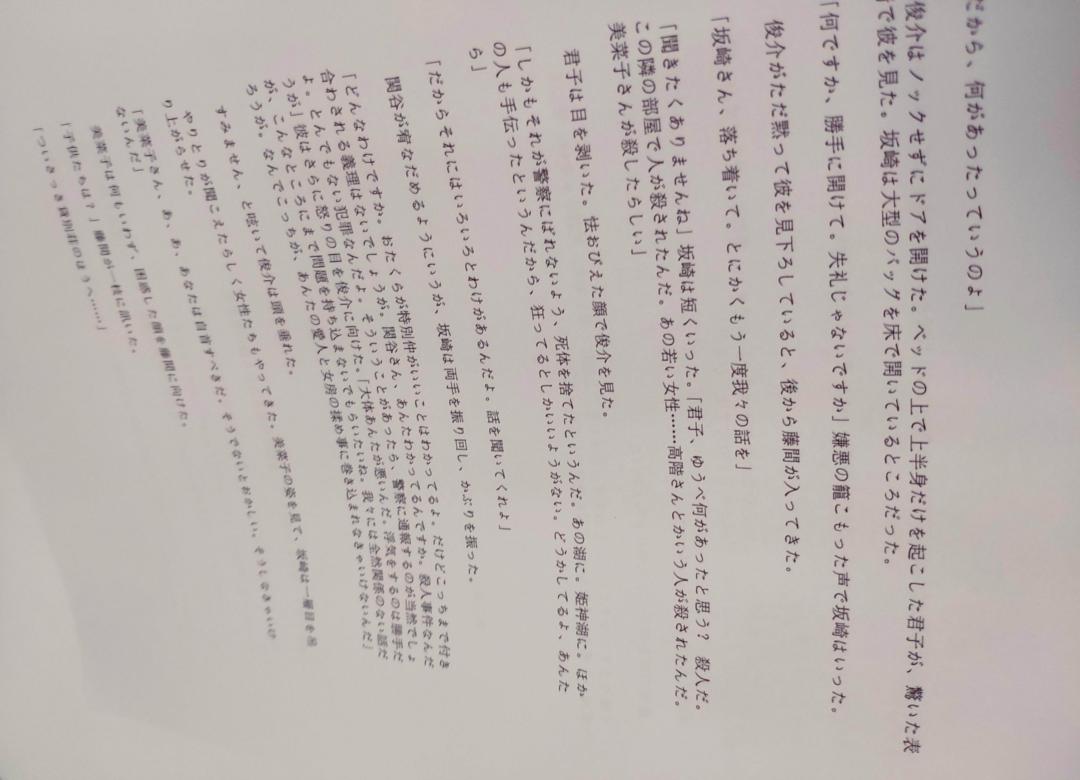 だから、何があったっていうのよ」
俊介はノックせずにドアを開けた。ベッドの上で上半身だけを起こした君子が、驚いた表
で彼を見た。坂崎は大型のバッグを床で開いているところだった。
「何ですか、勝手に開けて。失礼じゃないですか」嫌悪の籠こもった声で坂崎はいった。
俊介がただ黙って彼を見下ろしていると、後から藤間が入ってきた。
「坂崎さん、落ち着いて。とにかくもう一度我々の話を」
「聞きたくありませんね」坂崎は短くいった。「君子、ゆうべ何があったと思う？ 殺人だ。
この隣の部屋で人が殺されたんだ。あの若い女性……高階さんとかいう人が殺されたんだ。
美菜子さんが殺したらしい」
君子は目を剥いた。怯おびえた顔で俊介を見た。
「しかもそれが警察にばれないよう、死体を捨てたというんだ。あの湖に。姫神湖に。ほか
の人も手伝ったというんだから、狂ってるとしかいいようがない。どうかしてるよ、あんた
ら」
「だからそれにはいろいろとわけがあるんだよ。話を聞いてくれよ」
関谷が宥なだめるようにいうが、坂崎は両手を振り回し、かぶりを振った。
「どんなわけですか。おたくらが特別仲がいいことはわかってるよ。だけどこっちまで付き
合わされる義理はないでしょうが。関谷さん、あんたわかってるんですか。殺人事件なんだ
よ。とんでもない犯罪なんだよ。そういうことがあったら、警察に通報するのが当然でしょ
うが」彼はさらに怒りの目を俊介に向けた。「大体あんたが悪いんだ。浮気をするのは勝手だ
が、こんなところにまで問題を持ち込まないでもらいたいね。我々には全然関係のない話だ
ろうが。なんでこっちが、あんたの愛人と女房の揉め事に巻き込まれなきゃいけないんだ」
すみません、と呟いて俊介は頭を垂れた。
やりとりが聞こえたらしく女性たちもやってきた。美菜子の姿を見て、坂崎は一層目を吊
り上がらせた。
「美菜子さん、あ、あ、あなたは自首すべきだ。そうでないとおかしい。そうしなきゃいけ
ないんだ」
美菜子は何もいわず、困惑した顔を藤間に向けた。
「子供たちは？」藤間が一枝に訊いた。
「ついさっき貸別荘のほうへ……」